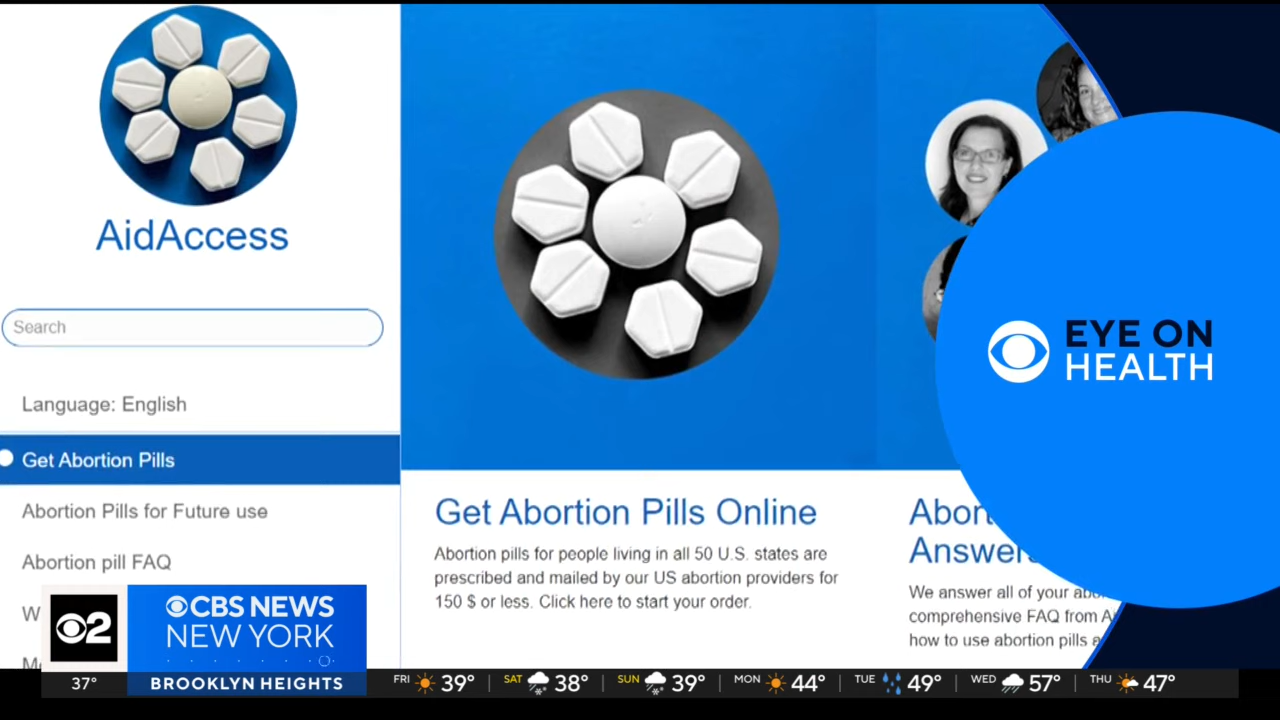 AidAccess
Search
Language: English
Get Abortion Pills
Abortion Pills for Future use
Abortion pill FAQ
W
Get Abortion Pills Online
Abortion pills for people living in all 50 U.S. states are
prescribed and mailed by our US abortion providers for
150 $ or less. Click here to start your order.
Abor
Answer
We answer all of your abo
comprehensive FAQ from A
how to use abortion pills a
EYE ON
HEALTH
2
CBS NEWS
NEW YORK
BROOKLYN HEIGHTS
37°
FRI 39° | SAT 38° | SUN 39° | MON 44° | TUE 49° | WED 57° | THU 47°